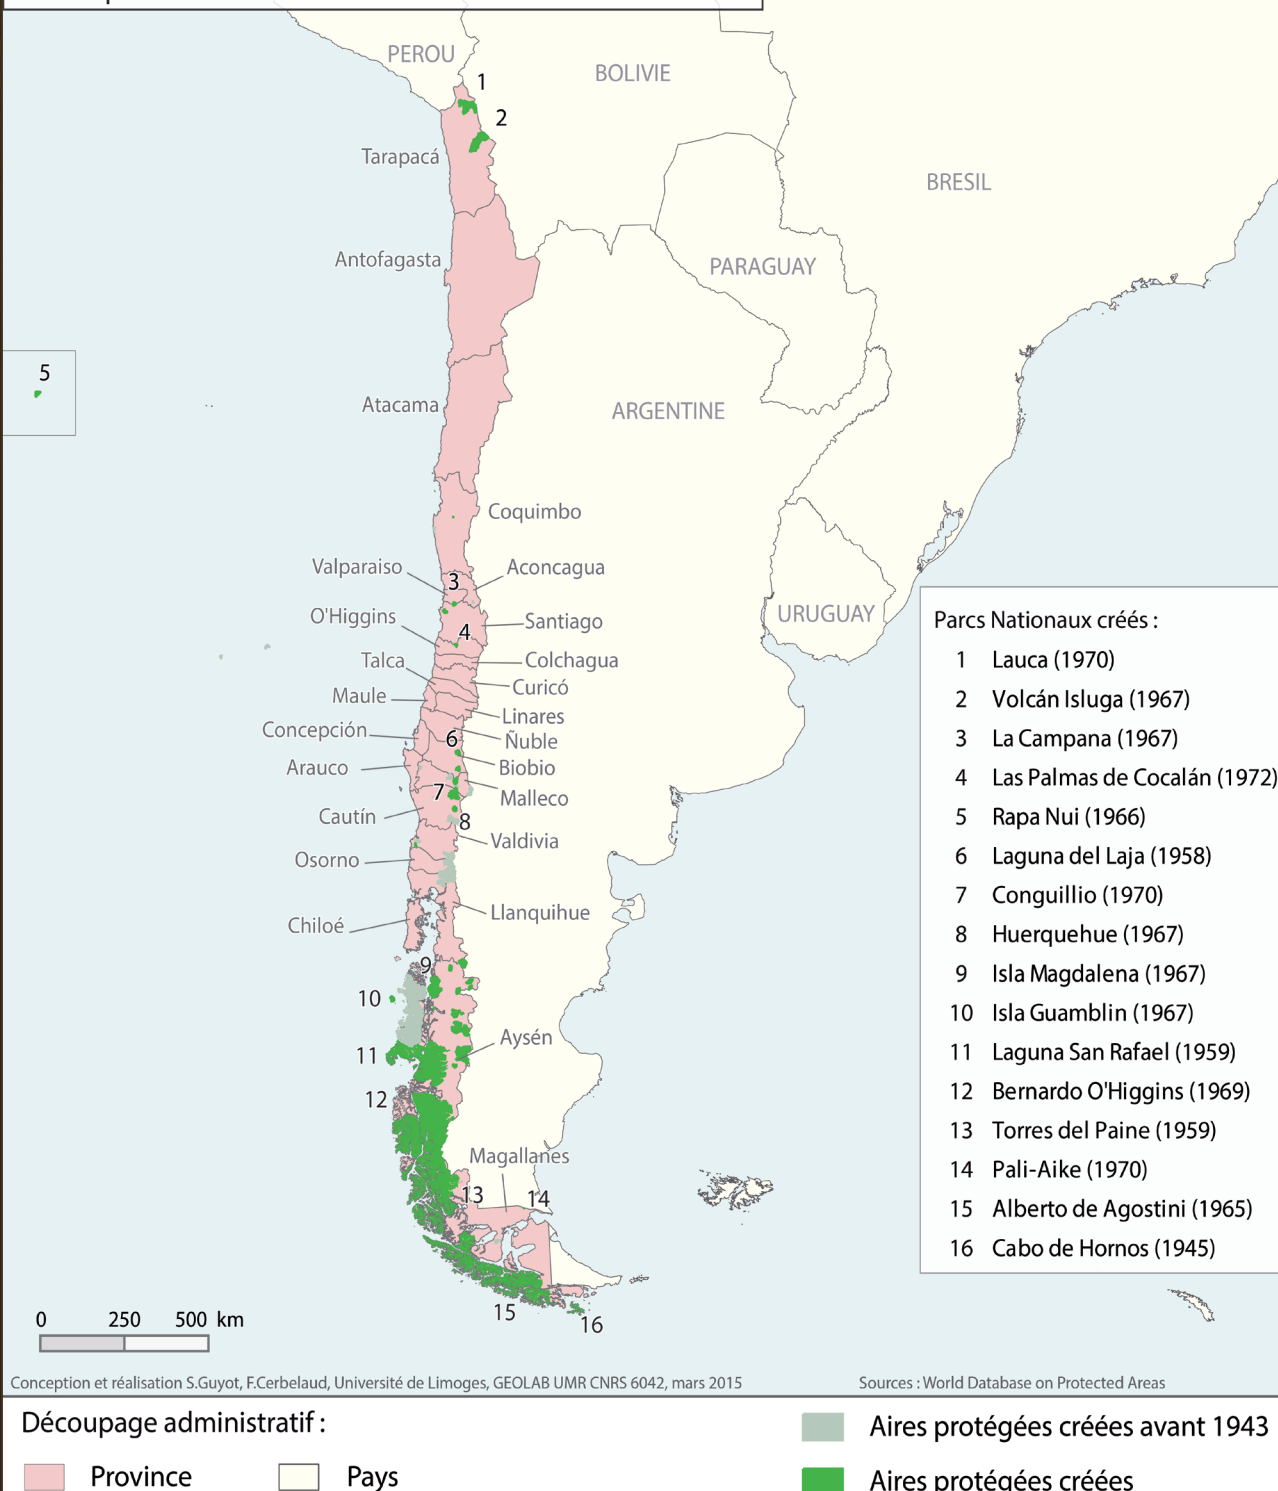 PEROU
BOLIVIE
1
2
Tarapacá
BRESIL
Antofagasta
PARAGUAY
5
Atacama
ARGENTINE
Coquimbo
Valparaiso
3
Aconcagua
O'Higgins
4
Santiago
URUGUAY
Talca
Colchagua
Maule
Curicó
Linares
Concepción
6
Ñuble
Arauco
Biobio
7
Malleco
Cautín
8
Valdivia
Osorno
Chiloé
Llanquihue
9
10
11
Aysén
12
Magallanes
13
14
15
16
Parcs Nationaux créés :
1 Lauca (1970)
2 Volcán Isluga (1967)
3 La Campana (1967)
4 Las Palmas de Cocalán (1972)
5 Rapa Nui (1966)
6 Laguna del Laja (1958)
7 Conguillio (1970)
8 Huerquehue (1967)
9 Isla Magdalena (1967)
10 Isla Guamblin (1967)
11 Laguna San Rafael (1959)
12 Bernardo O'Higgins (1969)
13 Torres del Paine (1959)
14 Pali-Aike (1970)
15 Alberto de Agostini (1965)
16 Cabo de Hornos (1945)
0 250 500 km
Conception et réalisation S.Guyot, F.Cerbelaud, Université de Limoges, GEOLAB UMR CNRS 6042, mars 2015
Sources : World Database on Protected Areas
Découpage administratif :
Province
Pays
Aires protégées créées avant 1943
Aires protégées créées